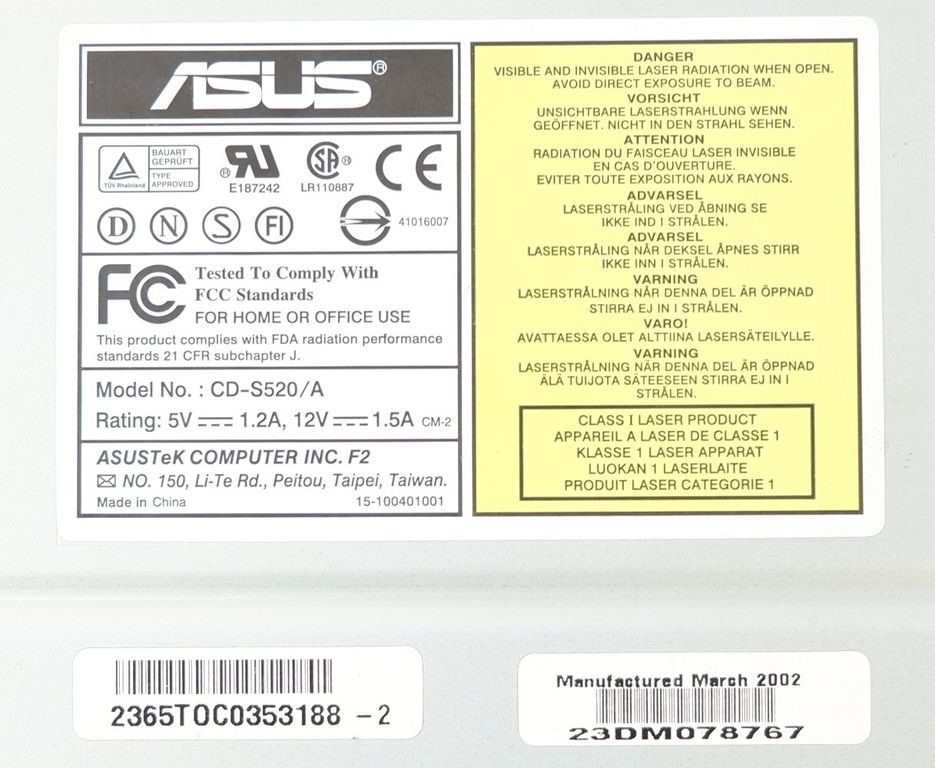 ASUS®
TÜV Rheinland
BAUART
GEPRÜFT
TYPE
APPROVED
® UR
E187242
SA ®
LR110887
CE
D N S FI
41016007
FC
Tested To Comply With
FCC Standards
FOR HOME OR OFFICE USE
This product complies with FDA radiation performance
standards 21 CFR subchapter J.
Model No. : CD-S520/A
Rating: 5V ⎓ 1.2A, 12V ⎓ 1.5A CM-2
ASUSTeK COMPUTER INC. F2
✉ NO. 150, Li-Te Rd., Peitou, Taipei, Taiwan.
Made in China 15-100401001
DANGER
VISIBLE AND INVISIBLE LASER RADIATION WHEN OPEN.
AVOID DIRECT EXPOSURE TO BEAM.
VORSICHT
UNSICHTBARE LASERSTRAHLUNG WENN
GEÖFFNET. NICHT IN DEN STRAHL SEHEN.
ATTENTION
RADIATION DU FAISCEAU LASER INVISIBLE
EN CAS D'OUVERTURE.
EVITER TOUTE EXPOSITION AUX RAYONS.
ADVARSEL
LASERSTRÅLING VED ÅBNING SE
IKKE IND I STRÅLEN.
ADVARSEL
LASERSTRÅLING NÅR DEKSEL ÅPNES STIRR
IKKE INN I STRÅLEN.
VARNING
LASERSTRÅLNING NÅR DENNA DEL ÄR ÖPPNAD
STIRRA EJ IN I STRÅLEN.
VARO!
AVATTAESSA OLET ALTTIINA LASERSÄTEILYLLE.
VARNING
LASERSTRÅLNING NÅR DENNA DEL ÄR ÖPPNAD
ÄLÄ TUIJOTA SÄTEESEEN STIRRA EJ IN I
STRÅLEN.
CLASS I LASER PRODUCT
APPAREIL A LASER DE CLASSE 1
KLASSE 1 LASER APPARAT
LUOKAN 1 LASERLAITE
PRODUIT LASER CATEGORIE 1
2365TOC0353188 -2
Manufactured March 2002
23DM078767